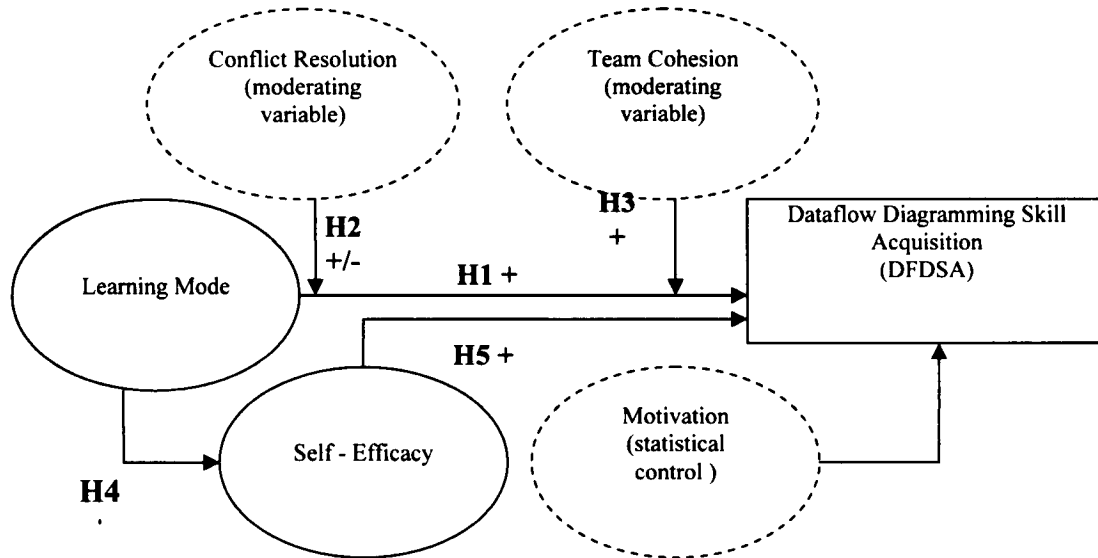 Conflict Resolution
(moderating
variable)
Team Cohesion
(moderating
variable)
H2
+/-
H3
+
Learning Mode
H1 +
Dataflow Diagramming Skill
Acquisition
(DFDSA)
H5 +
Self - Efficacy
Motivation
(statistical
control )
H4